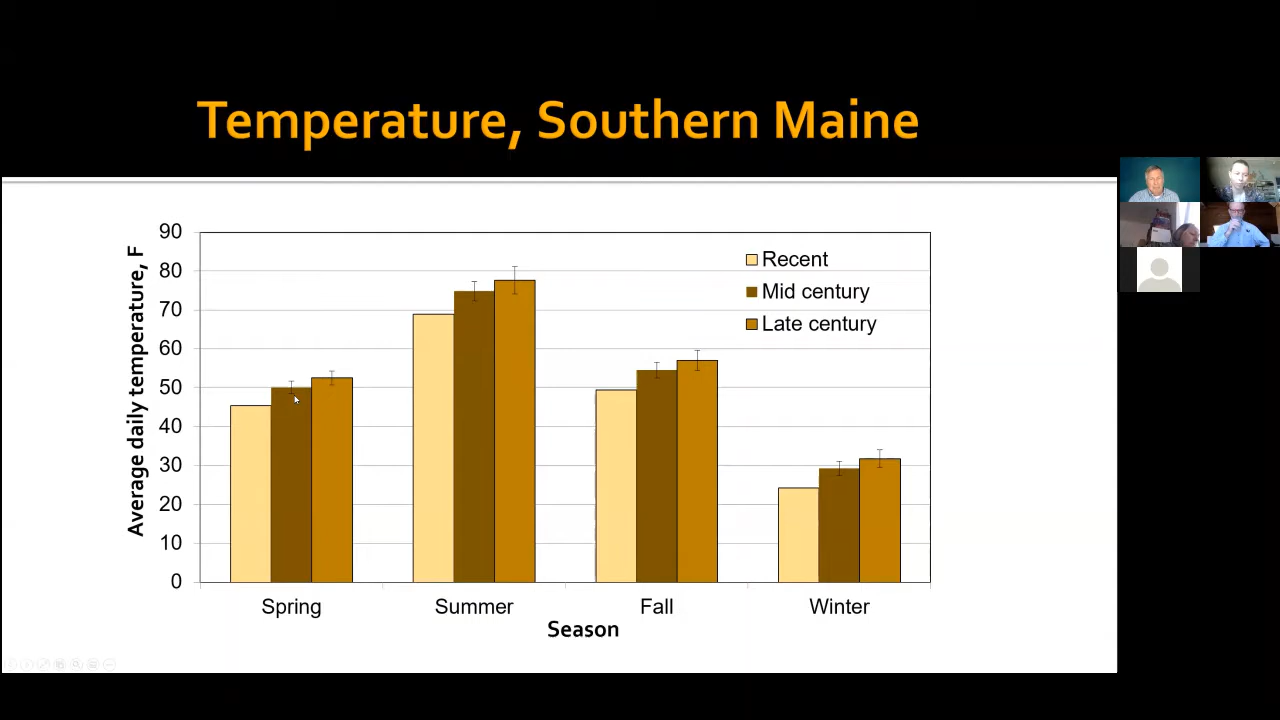 Temperature, Southern Maine
90
80
70
60
50
40
30
20
10
0
Average daily temperature, F
Recent
Mid century
Late century
Spring
Summer
Fall
Winter
Season